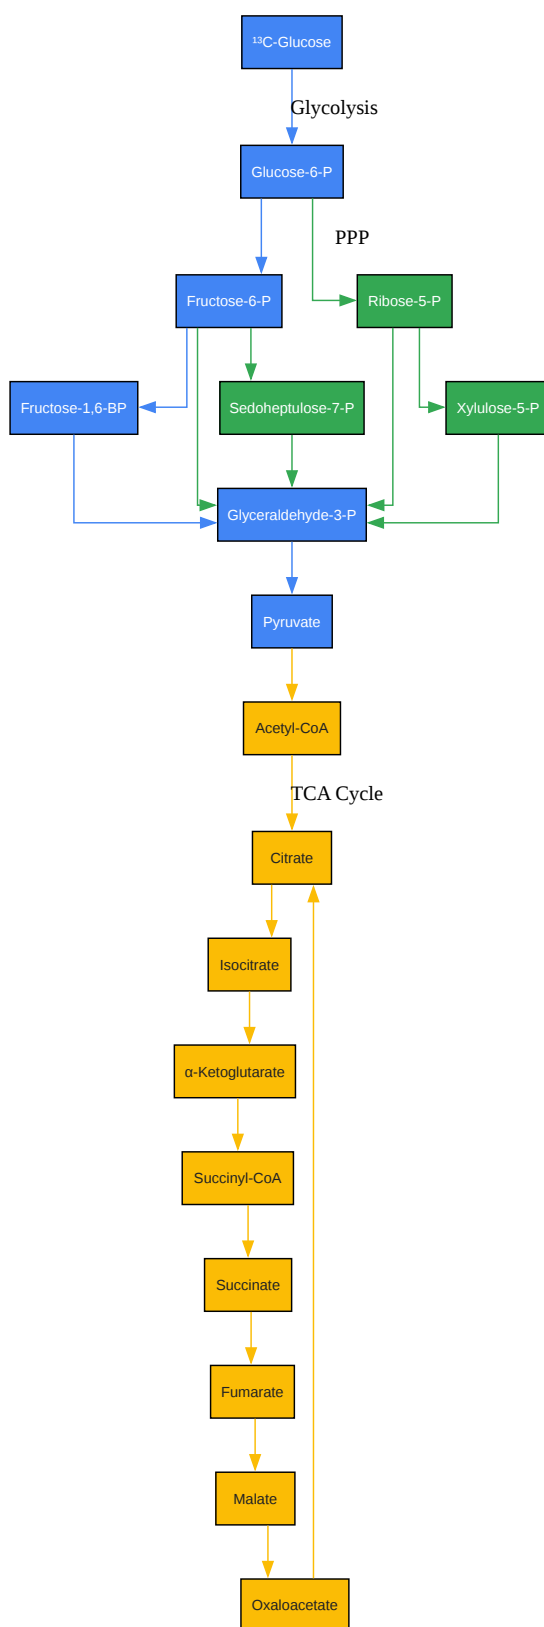 ¹³C-Glucose
Glycolysis
Glucose-6-P
PPP
Fructose-6-P
Ribose-5-P
Fructose-1,6-BP
Sedoheptulose-7-P
Xylulose-5-P
Glyceraldehyde-3-P
Pyruvate
Acetyl-CoA
TCA Cycle
Citrate
Isocitrate
α-Ketoglutarate
Succinyl-CoA
Succinate
Fumarate
Malate
Oxaloacetate